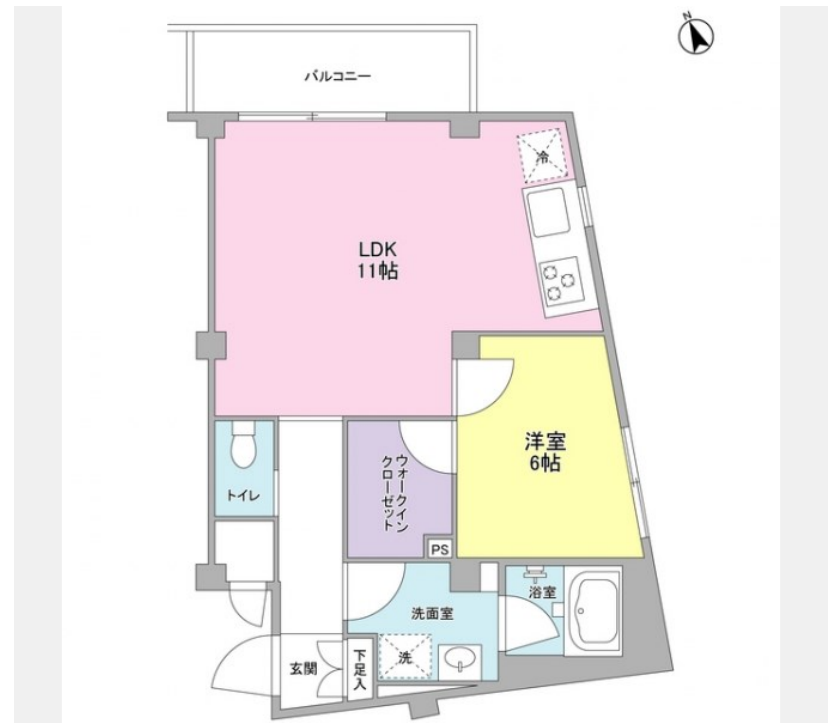 N
バルコニー
冷
LDK
11帖
洋室
6帖
トイレ
ウォークイン
クローゼット
PS
浴室
洗面室
洗
玄関
下足入